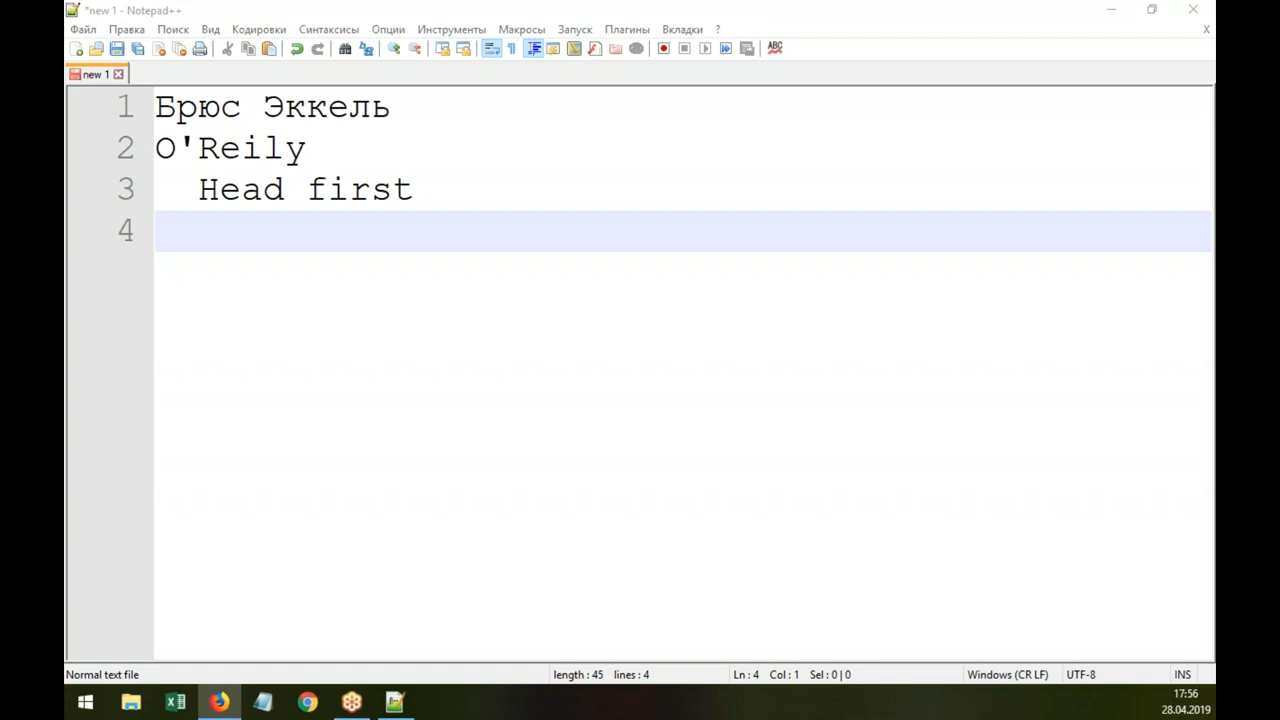 *new 1 - Notepad++
Файл Правка Поиск Вид Кодировки Синтаксисы Опции Инструменты Макросы Запуск Плагины Вкладки ? X
ABC
new 1
1 Брюс Эккель
2 O'Reily
3 Head first
4
Normal text file length : 45 lines : 4 Ln : 4 Col : 1 Sel : 0 | 0 Windows (CR LF) UTF-8 INS
17:56
28.04.2019